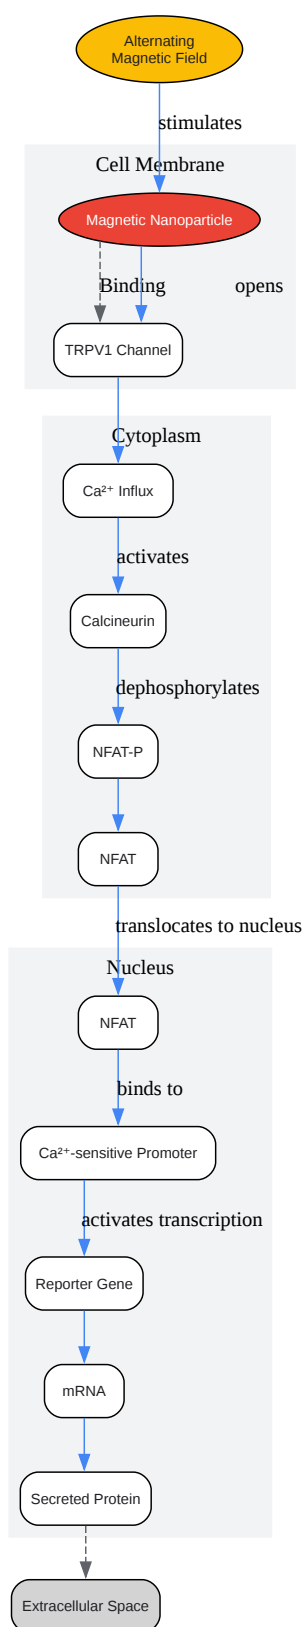 Alternating
Magnetic Field
stimulates
Cell Membrane
Magnetic Nanoparticle
Binding
opens
TRPV1 Channel
Cytoplasm
Ca²⁺ Influx
activates
Calcineurin
dephosphorylates
NFAT-P
NFAT
translocates to nucleus
Nucleus
NFAT
binds to
Ca²⁺-sensitive Promoter
activates transcription
Reporter Gene
mRNA
Secreted Protein
Extracellular Space